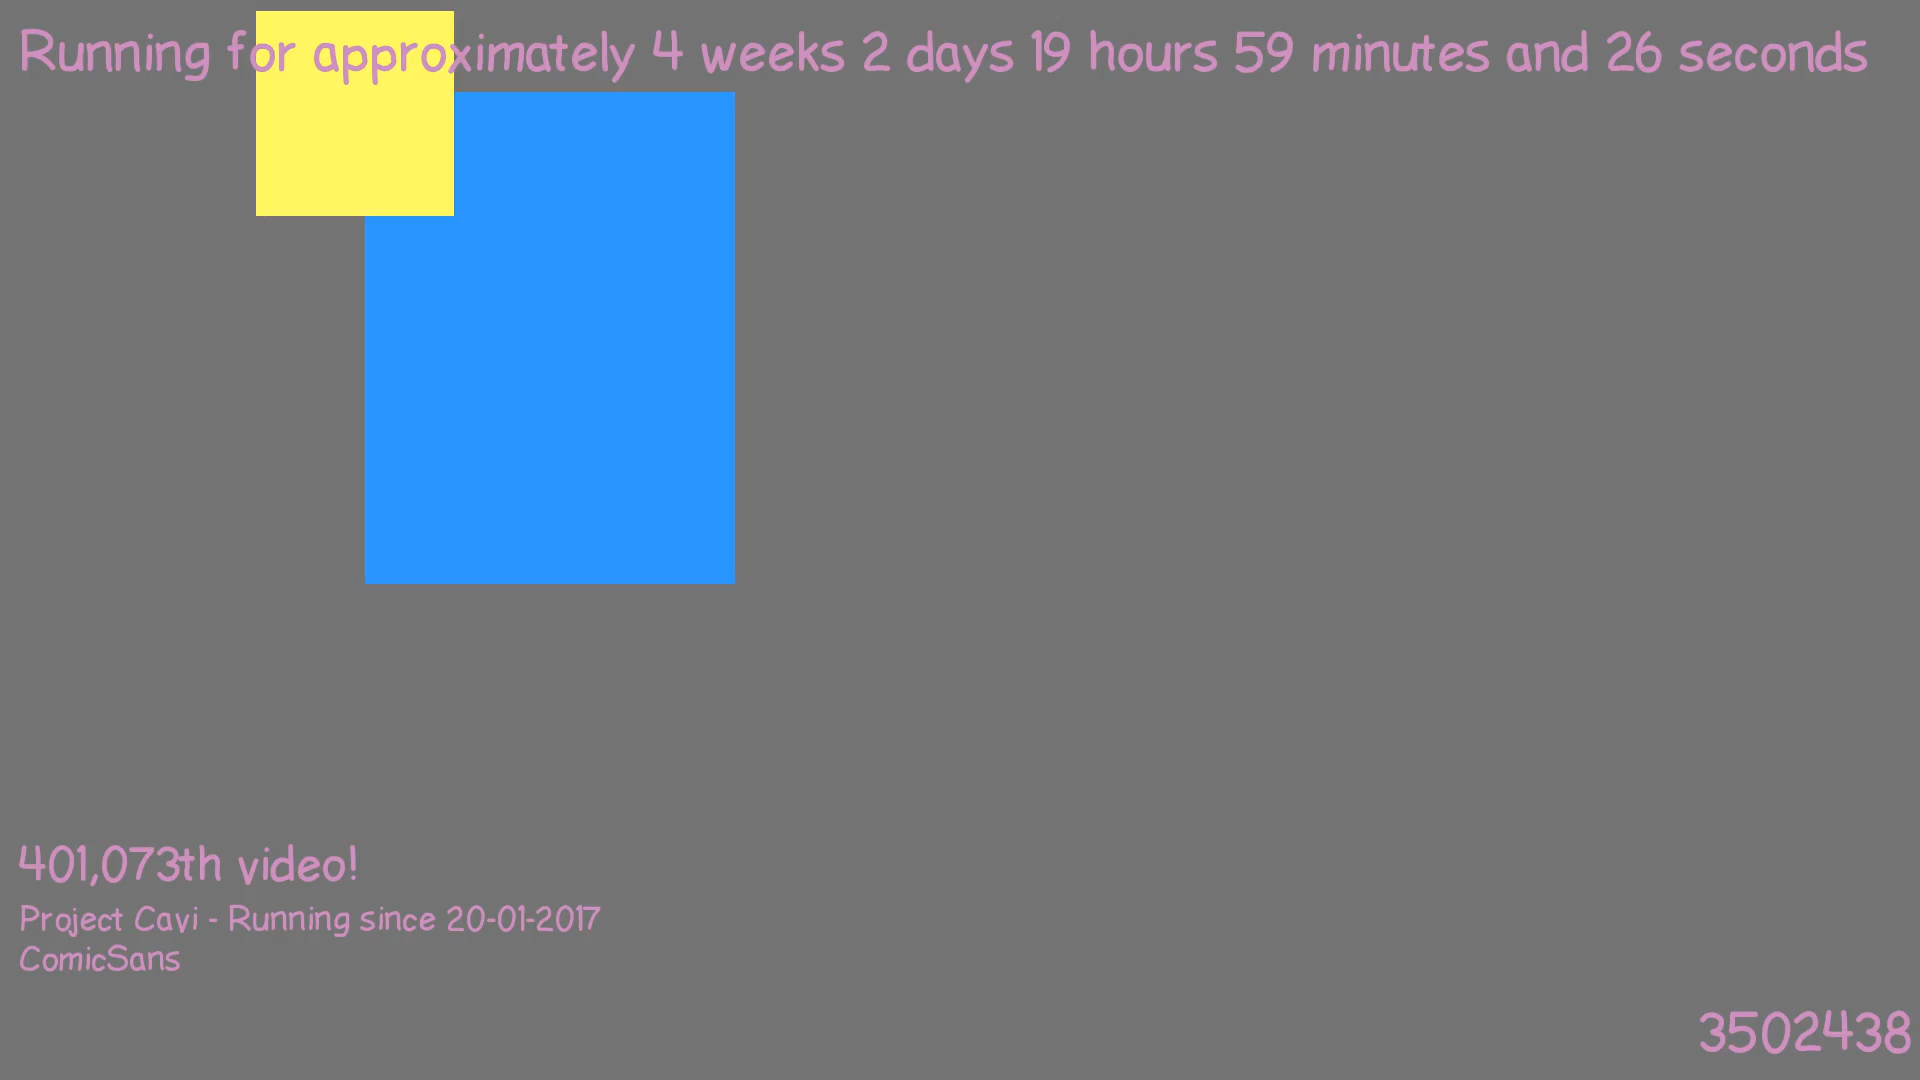 Running for approximately 4 weeks 2 days 19 hours 59 minutes and 26 seconds
401,073th video!
Project Cavi - Running since 20-01-2017
ComicSans
3502438